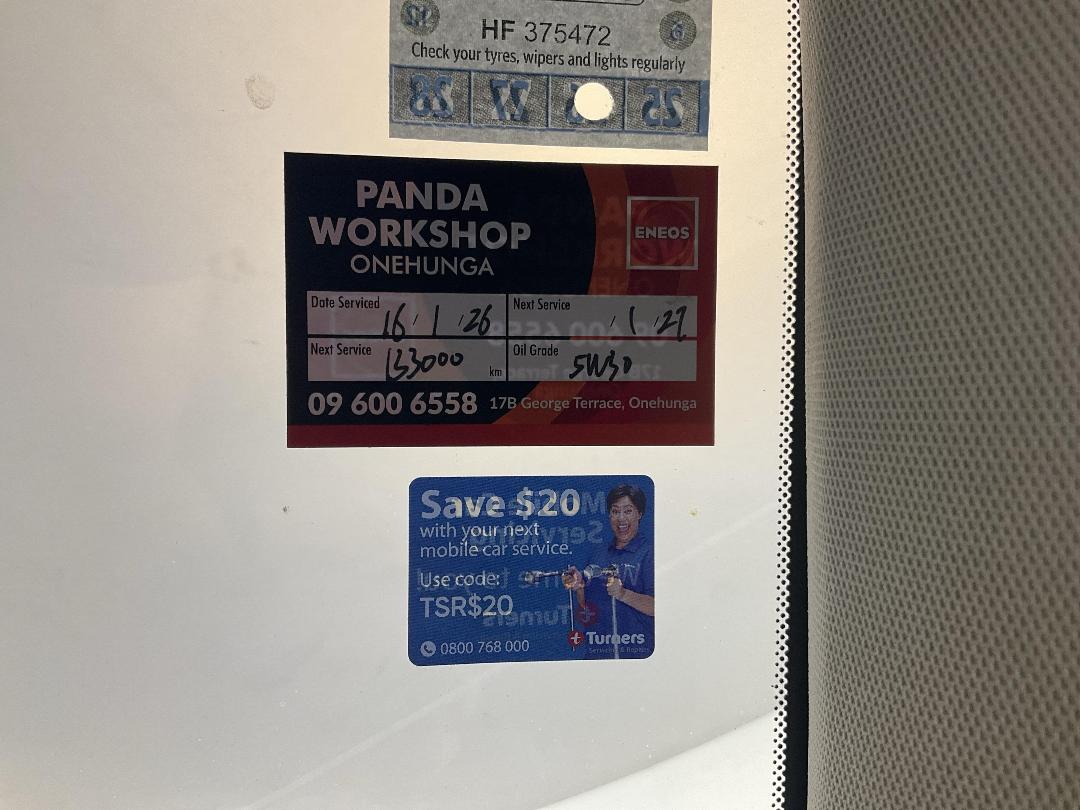 HF 375472
Check your tyres, wipers and lights regularly
28 27 25
PANDA
WORKSHOP
ONEHUNGA
ENEOS
Date Serviced 16 / 1 / 26
Next Service / 1 / 27
Next Service 133000 km
Oil Grade 5W30
09 600 6558 17B George Terrace, Onehunga
Save $20
with your next
mobile car service.
Use code:
TSR$20
0800 768 000
Turners
Servicing & Repairs